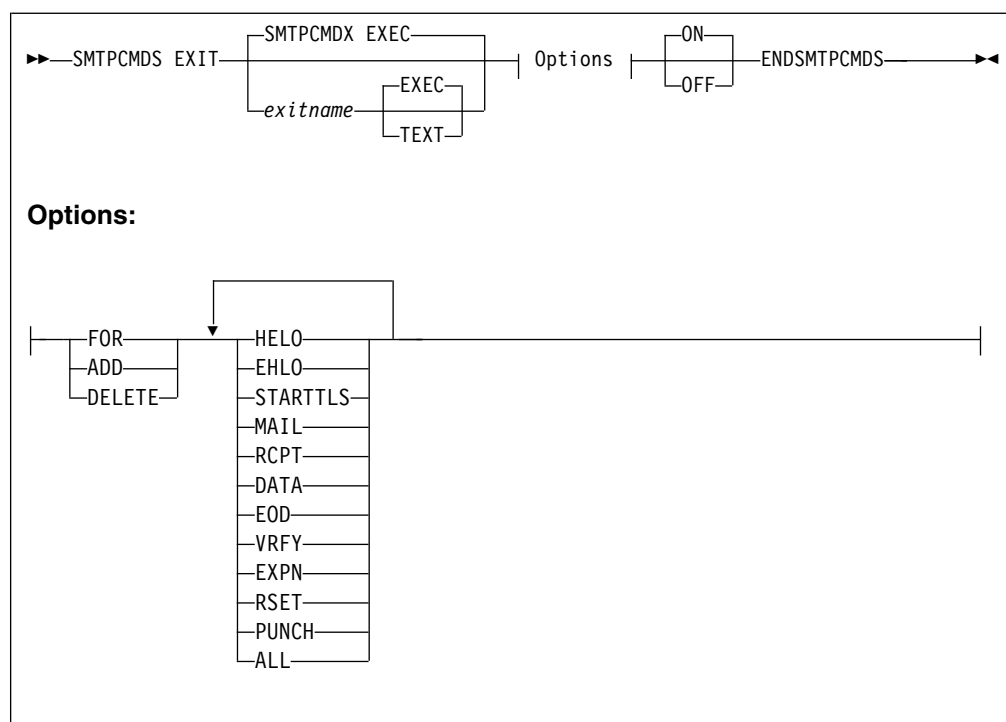 SMTPCMDX EXEC
ON
SMTPCMDS EXIT Options ENDSMTPCMDS
EXEC
OFF
exitname
TEXT
Options:
FOR HELO
ADD EHLO
DELETE STARTTLS
MAIL
RCPT
DATA
EOD
VRFY
EXPN
RSET
PUNCH
ALL